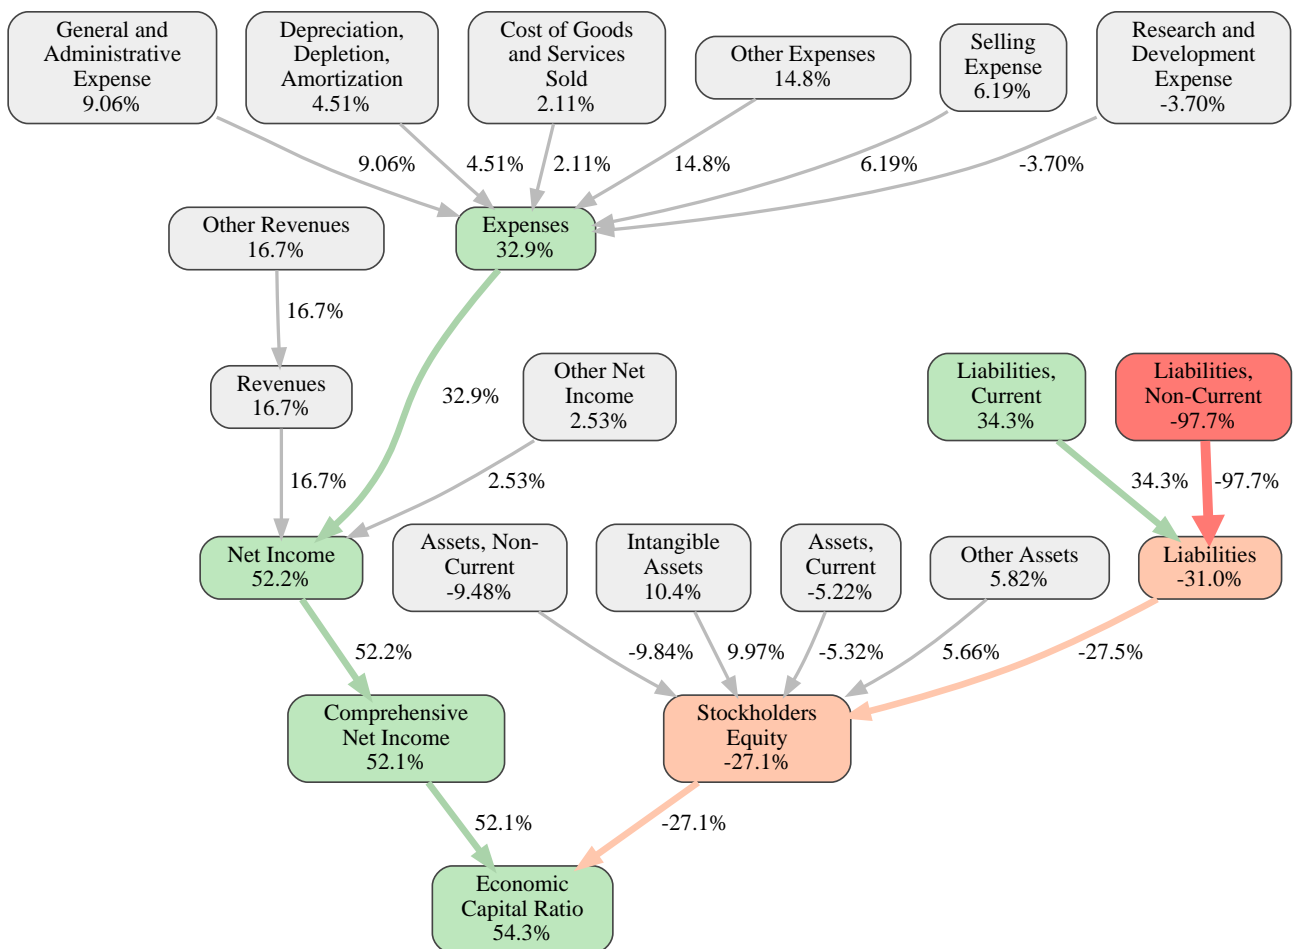 General and
Administrative
Expense
9.06%
Depreciation,
Depletion,
Amortization
4.51%
Cost of Goods
and Services
Sold
2.11%
Other Expenses
14.8%
Selling
Expense
6.19%
Research and
Development
Expense
-3.70%
9.06%
4.51%
2.11%
14.8%
6.19%
-3.70%
Other Revenues
16.7%
Expenses
32.9%
16.7%
Revenues
16.7%
32.9%
Other Net
Income
2.53%
Liabilities,
Current
34.3%
Liabilities,
Non-Current
-97.7%
16.7%
2.53%
34.3%
-97.7%
Net Income
52.2%
Assets, Non-
Current
-9.48%
Intangible
Assets
10.4%
Assets,
Current
-5.22%
Other Assets
5.82%
Liabilities
-31.0%
52.2%
-9.84%
9.97%
-5.32%
5.66%
-27.5%
Comprehensive
Net Income
52.1%
Stockholders
Equity
-27.1%
52.1%
-27.1%
Economic
Capital Ratio
54.3%